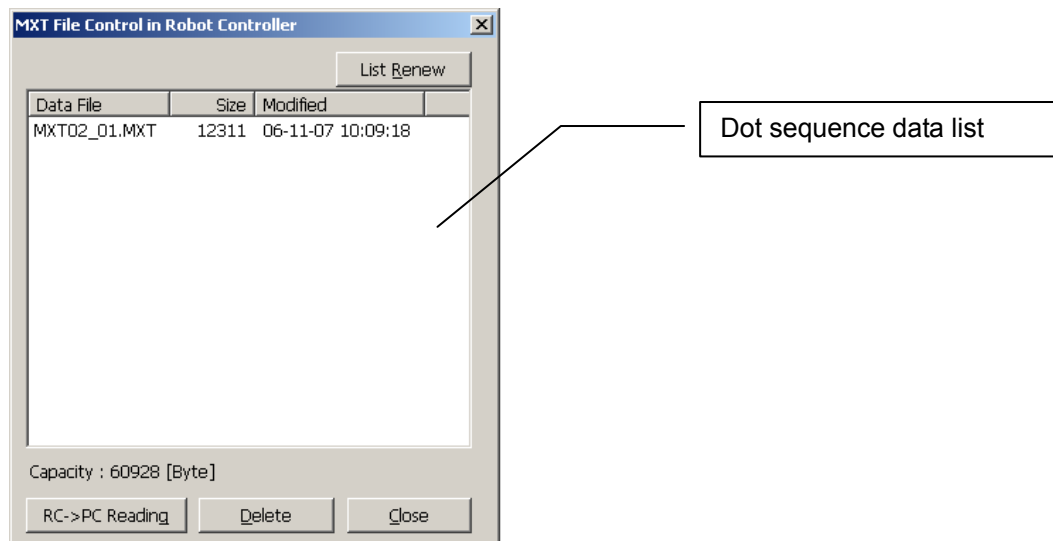 MXT File Control in Robot Controller
List Renew
Data File Size Modified
MXT02_01.MXT 12311 06-11-07 10:09:18
Dot sequence data list
Capacity : 60928 [Byte]
RC->PC Reading Delete Close